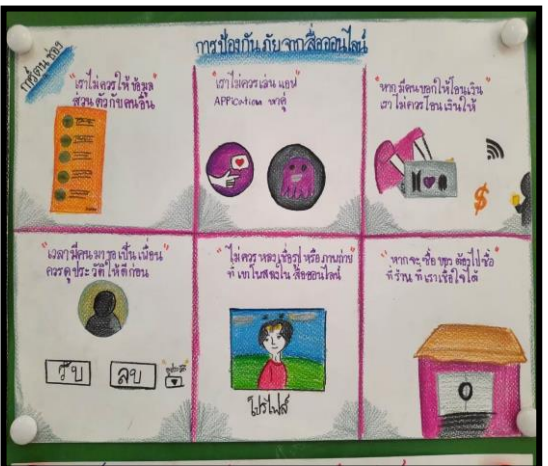 การ์ตูน ช่อง
การป้องกันภัยจากสื่อออนไลน์
"เราไม่ควรให้ข้อมูล
ส่วนตัวกับคนอื่น"
"เราไม่ควรเล่น แอป
APPication หาคู่"
"หากมีคนบอกให้โอนเงิน
เราไม่ควรโอนเงินให้"
"เวลามีคนมาขอเป็นเพื่อน
ควรดูประวัติให้ดีก่อน"
รับ
ลบ
"ไม่ควรหลงเชื่อรูป หรือภาพถ่าย
ที่เขาใส่ลงใน สื่อออนไลน์"
โปรไฟล์
"หากจะซื้อของ ต้องไปซื้อ
ที่ร้าน ที่เราเชื่อใจได้"